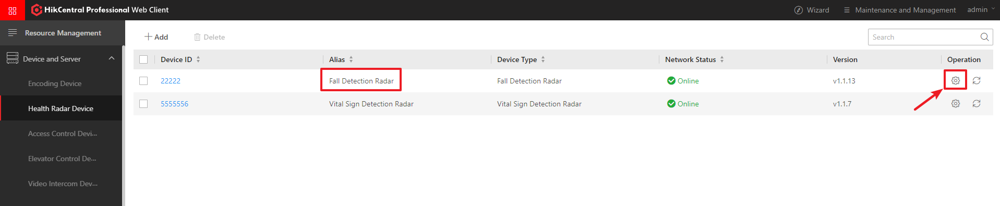 HikCentral Professional Web Client
Wizard
Maintenance and Management
admin
Resource Management
Add
Delete
Search
Device and Server
Device ID
Alias
Device Type
Network Status
Version
Operation
Encoding Device
22222
Fall Detection Radar
Fall Detection Radar
Online
v1.1.13
Health Radar Device
5555556
Vital Sign Detection Radar
Vital Sign Detection Radar
Online
v1.1.7
Access Control Devi...
Elevator Control De...
Video Intercom Dev...